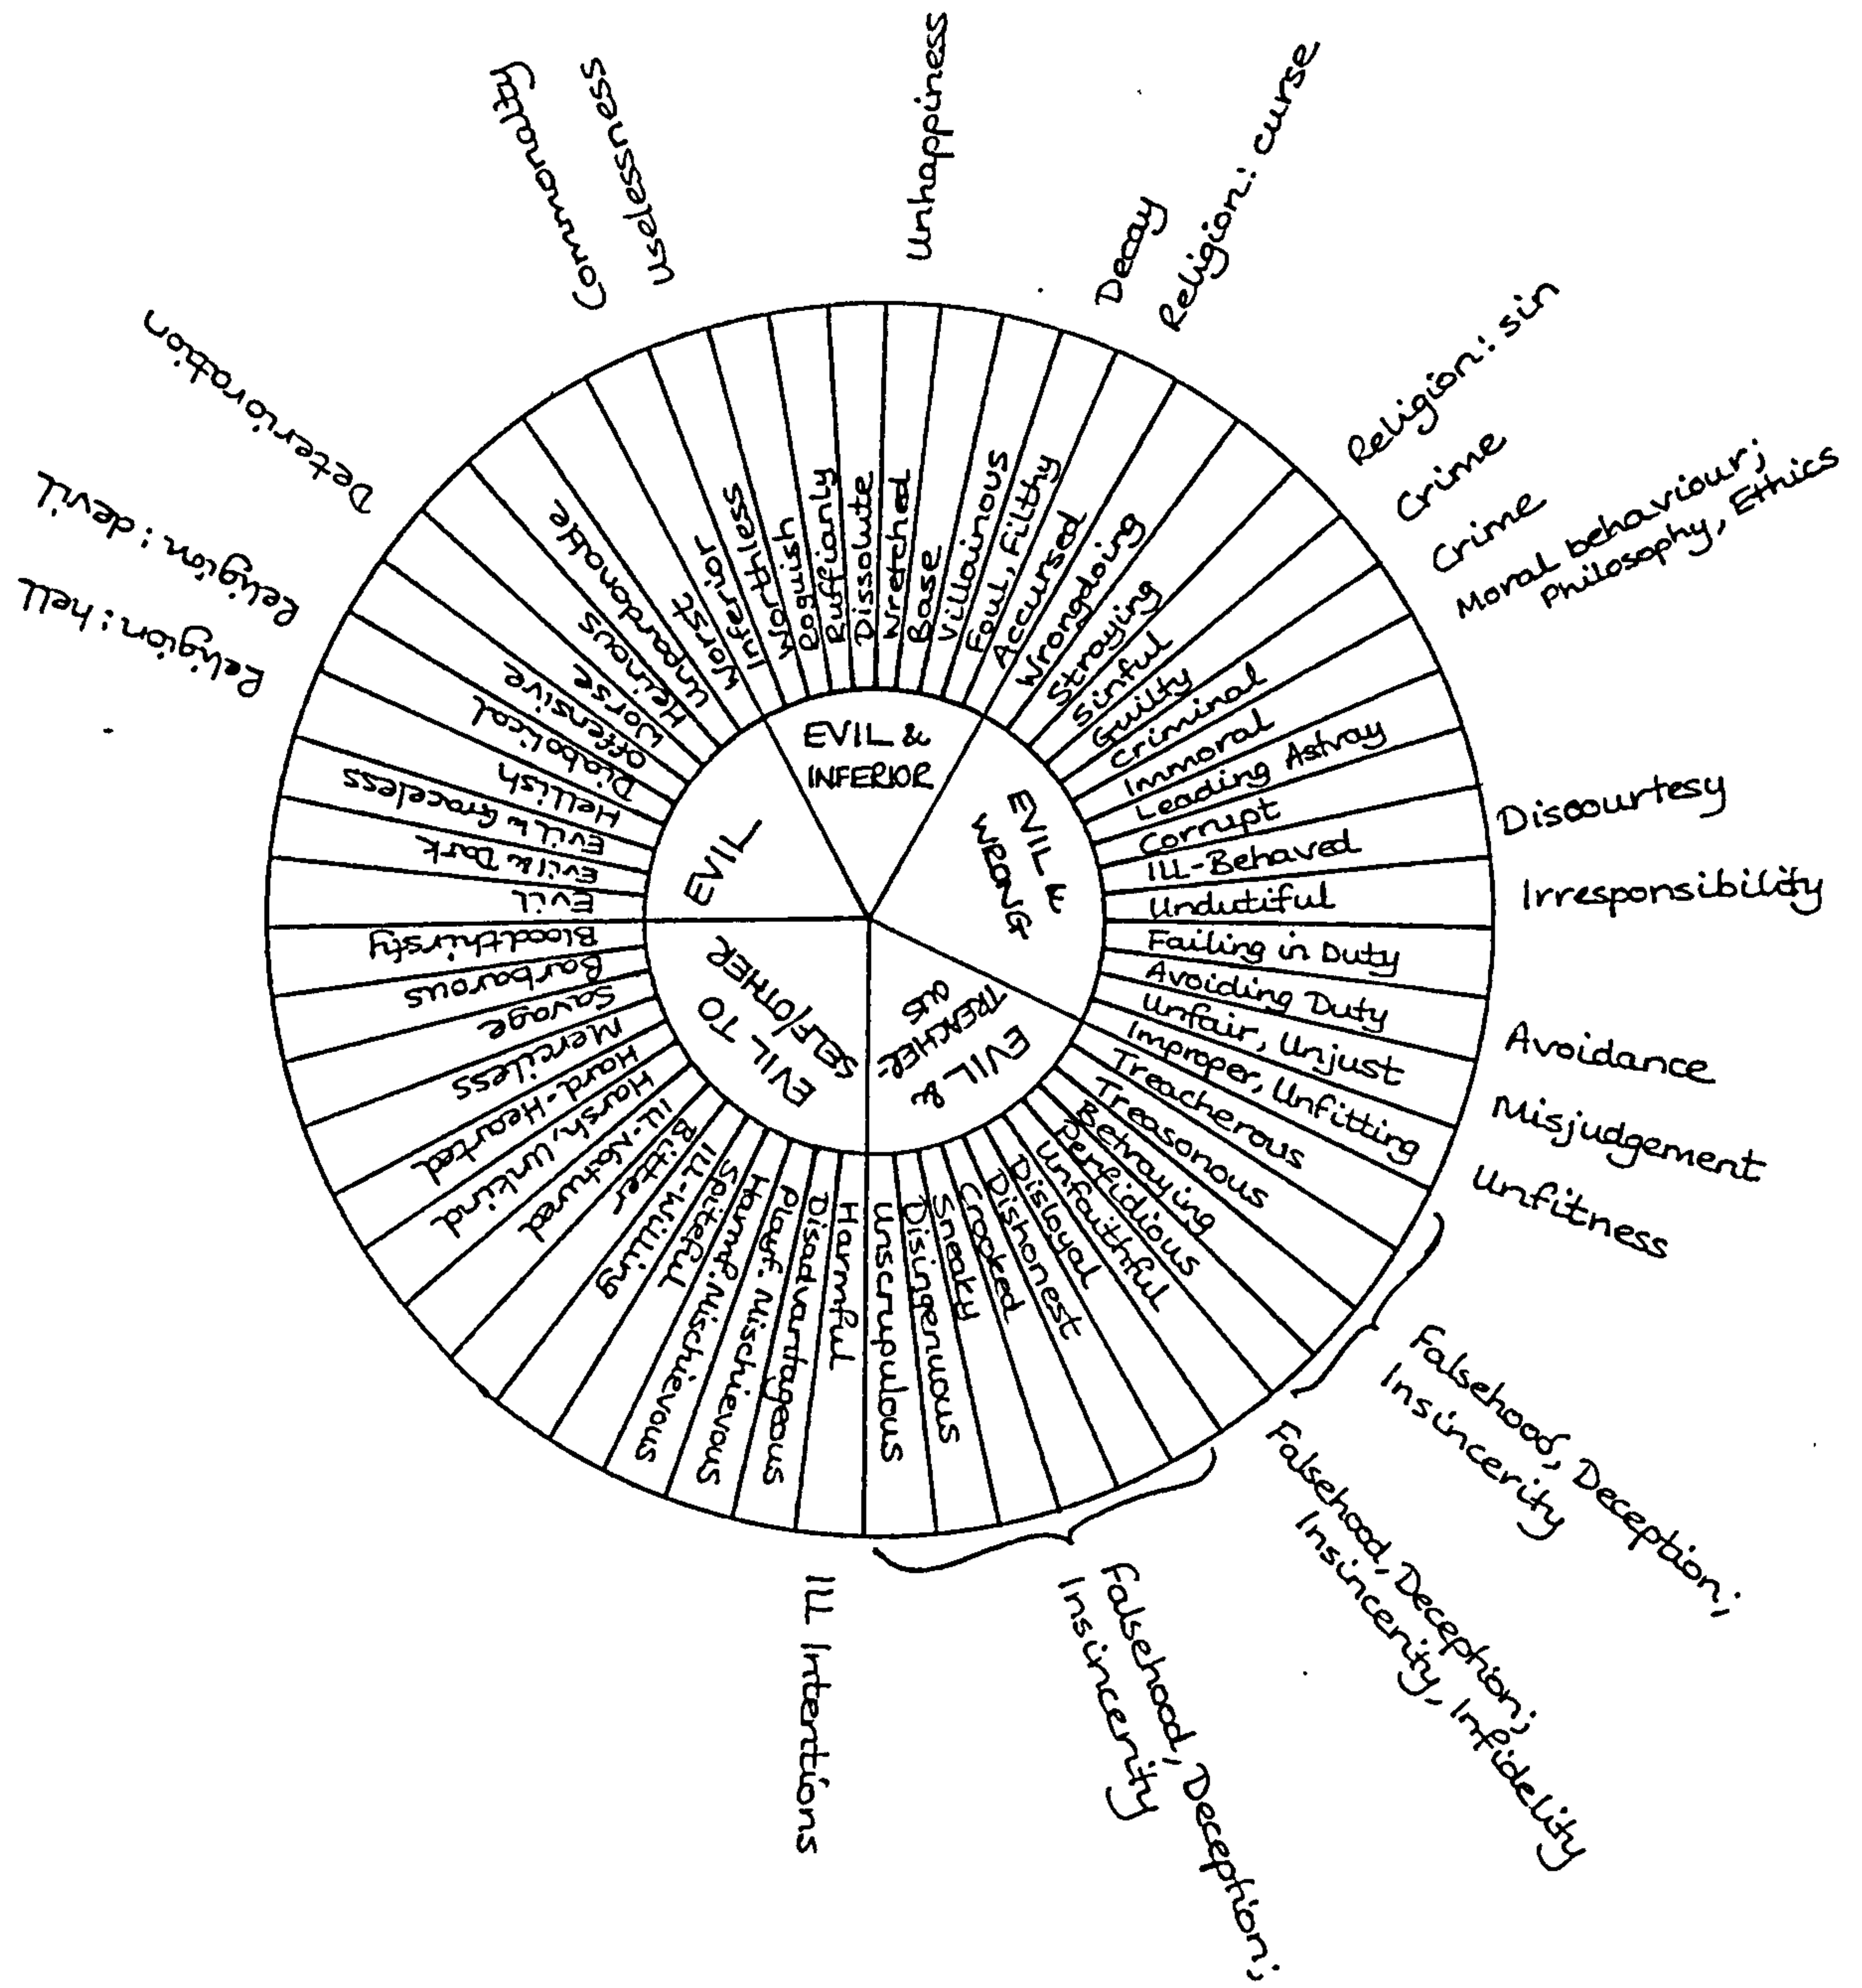 EVIL &
INFERIOR
EVIL &
WRONG
EVIL &
TREACHER-
OUS
EVIL TO
SELF/OTHER
EVIL
Worst
Inferior
Worthless
Roguish
Ruffianly
Dissolute
Wretched
Base
Villainous
Foul, Filthy
Accursed
Wrongdoing
Straying
Sinful
Guilty
Criminal
Immoral
Leading Astray
Corrupt
Ill-Behaved
Undutiful
Failing in Duty
Avoiding Duty
Unfair, Unjust
Improper, Unfitting
Treacherous
Treasonous
Betraying
Perfidious
Unfaithful
Disloyal
Dishonest
Crooked
Sneaky
Disingenuous
Unscrupulous
Harmful
Disadvantageous
Playf. Mischievous
Harmf. Mischievous
Spiteful
Ill-Willing
Bitter
Ill-Natured
Harsh, Unkind
Hard-Hearted
Merciless
Savage
Barbarous
Bloodthirsty
Evil
Evil & Dark
Evil & Graceless
Hellish
Diabolical
Offensive
Worse
Heinous
Unpardonable
Commonality
Uselessness
Unhappiness
Decay
Religion: curse
Religion: sin
Crime
Crime
Moral behaviour;
Philosophy, Ethics
Discourtesy
Irresponsibility
Avoidance
Misjudgement
Unfitness
Falsehood, Deception;
Insincerity
Falsehood, Deception;
Insincerity, Infidelity
Falsehood, Deception;
Insincerity
Ill Intentions
Religion: hell
Religion: devil
Deterioration